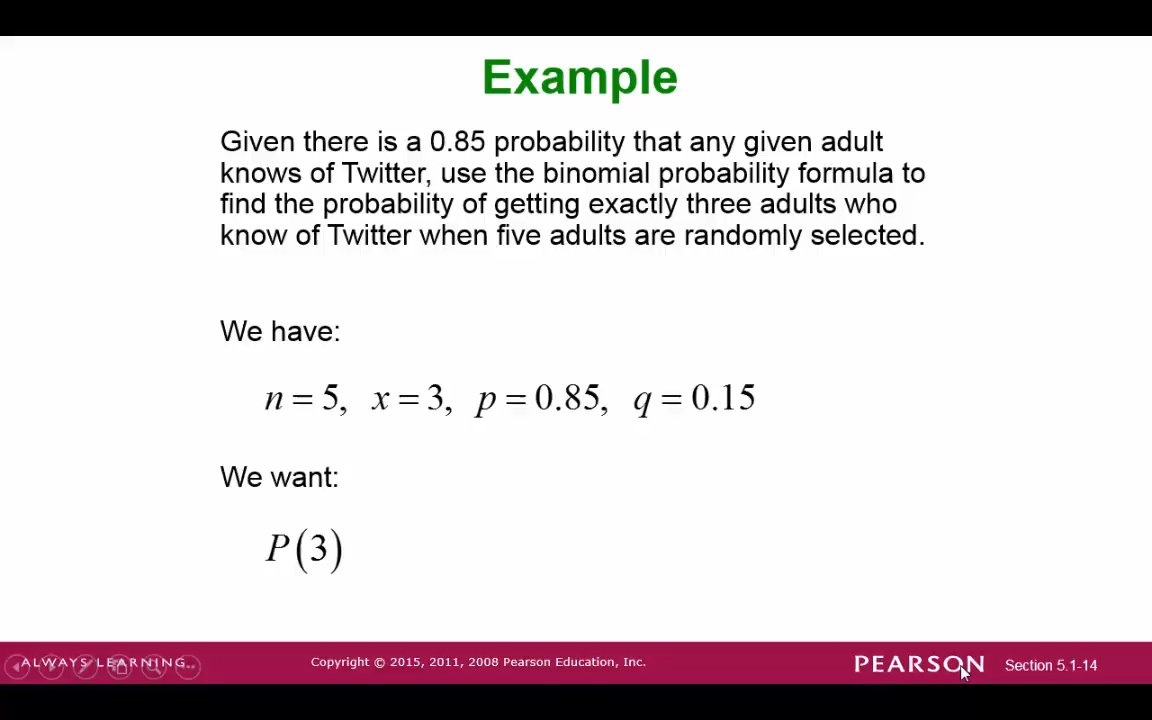 Example
Given there is a 0.85 probability that any given adult
knows of Twitter, use the binomial probability formula to
find the probability of getting exactly three adults who
know of Twitter when five adults are randomly selected.
We have:
n = 5, x = 3, p = 0.85, q = 0.15
We want:
P(3)
ALWAYS LEARNING Copyright © 2015, 2011, 2008 Pearson Education, Inc. PEARSON Section 5.1-14